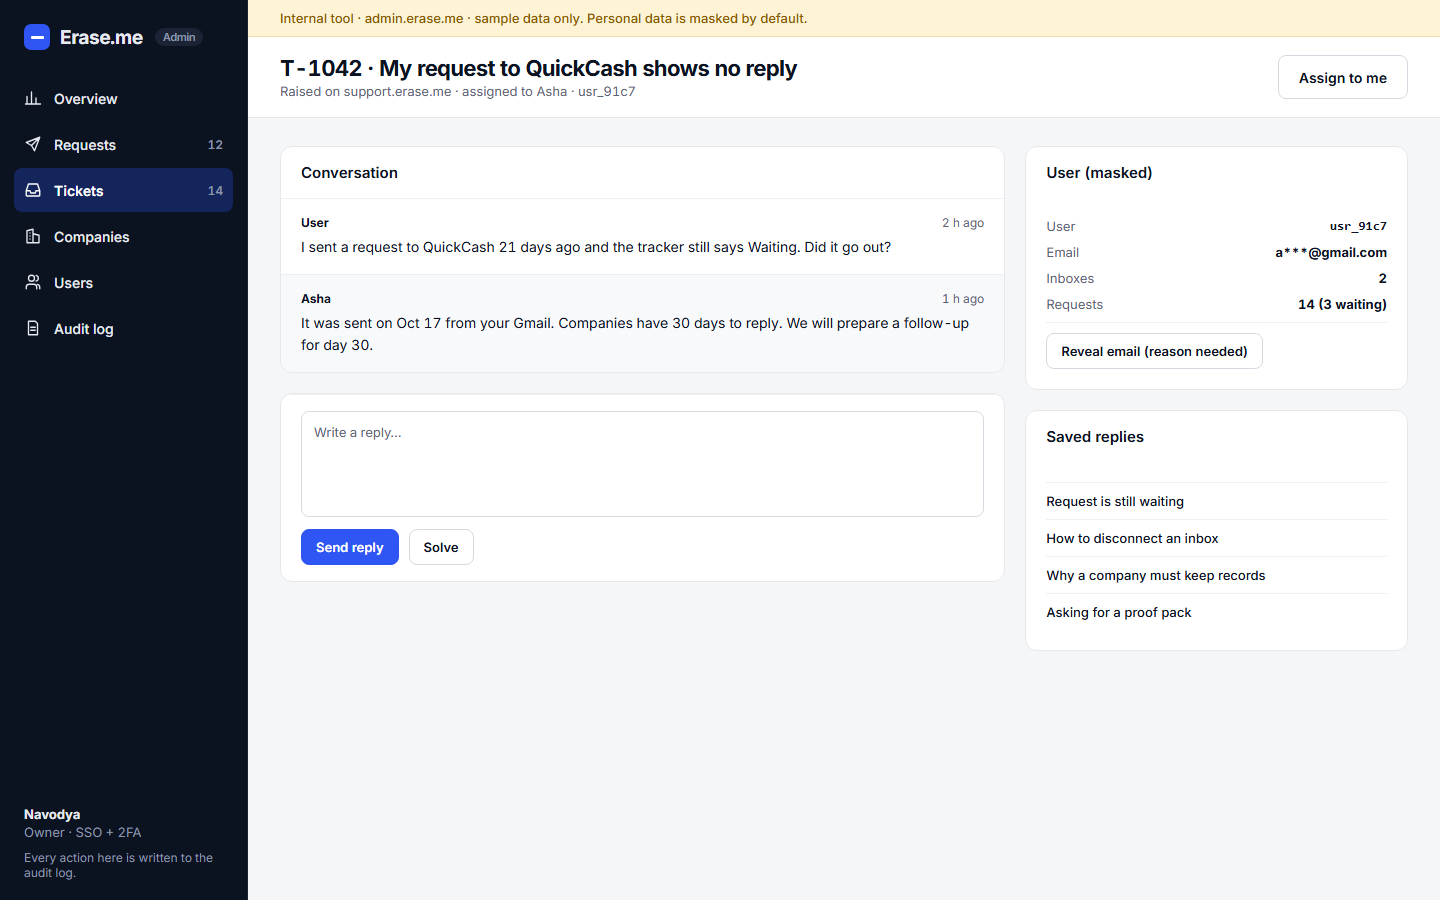 Erase.me Admin
Overview
Requests 12
Tickets 14
Companies
Users
Audit log
Navodya
Owner · SSO + 2FA
Every action here is written to the
audit log.
Internal tool · admin.erase.me · sample data only. Personal data is masked by default.
T-1042 · My request to QuickCash shows no reply
Raised on support.erase.me · assigned to Asha · usr_91c7
Assign to me
Conversation
User 2 h ago
I sent a request to QuickCash 21 days ago and the tracker still says Waiting. Did it go out?
Asha 1 h ago
It was sent on Oct 17 from your Gmail. Companies have 30 days to reply. We will prepare a follow-up
for day 30.
Write a reply...
Send reply Solve
User (masked)
User usr_91c7
Email a***@gmail.com
Inboxes 2
Requests 14 (3 waiting)
Reveal email (reason needed)
Saved replies
Request is still waiting
How to disconnect an inbox
Why a company must keep records
Asking for a proof pack